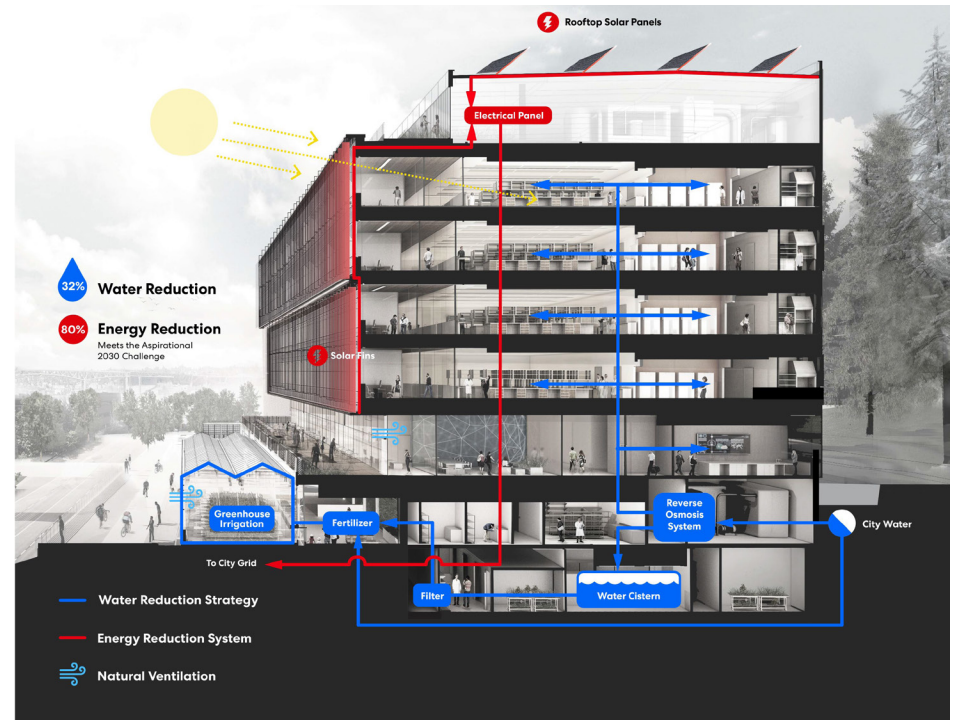 Rooftop Solar Panels
Electrical Panel
32%
Water Reduction
80%
Energy Reduction
Meets the Aspirational
2030 Challenge
Solar Fins
Greenhouse
Irrigation
Fertilizer
Reverse
Osmosis
System
City Water
To City Grid
Filter
Water Cistern
Water Reduction Strategy
Energy Reduction System
Natural Ventilation